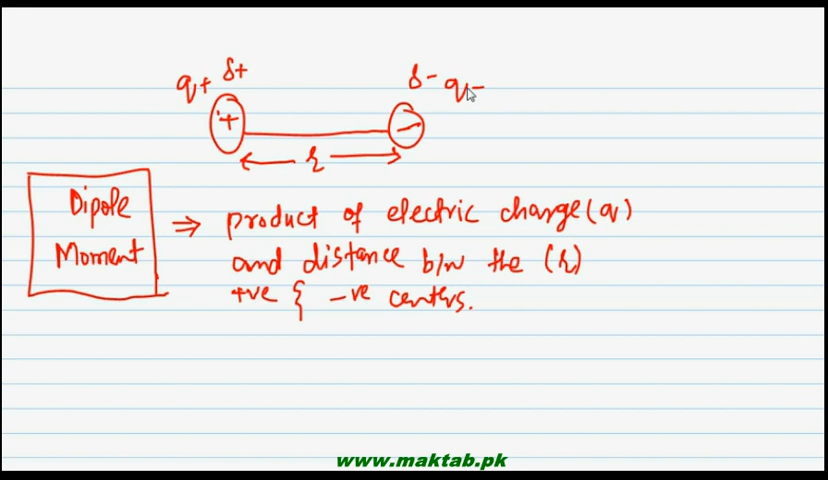 q+ δ+ δ- q-
+ -
r
Dipole
Moment
⇒ product of electric charge (q)
and distance b/w the (r)
+ve & -ve centers.
www.maktab.pk